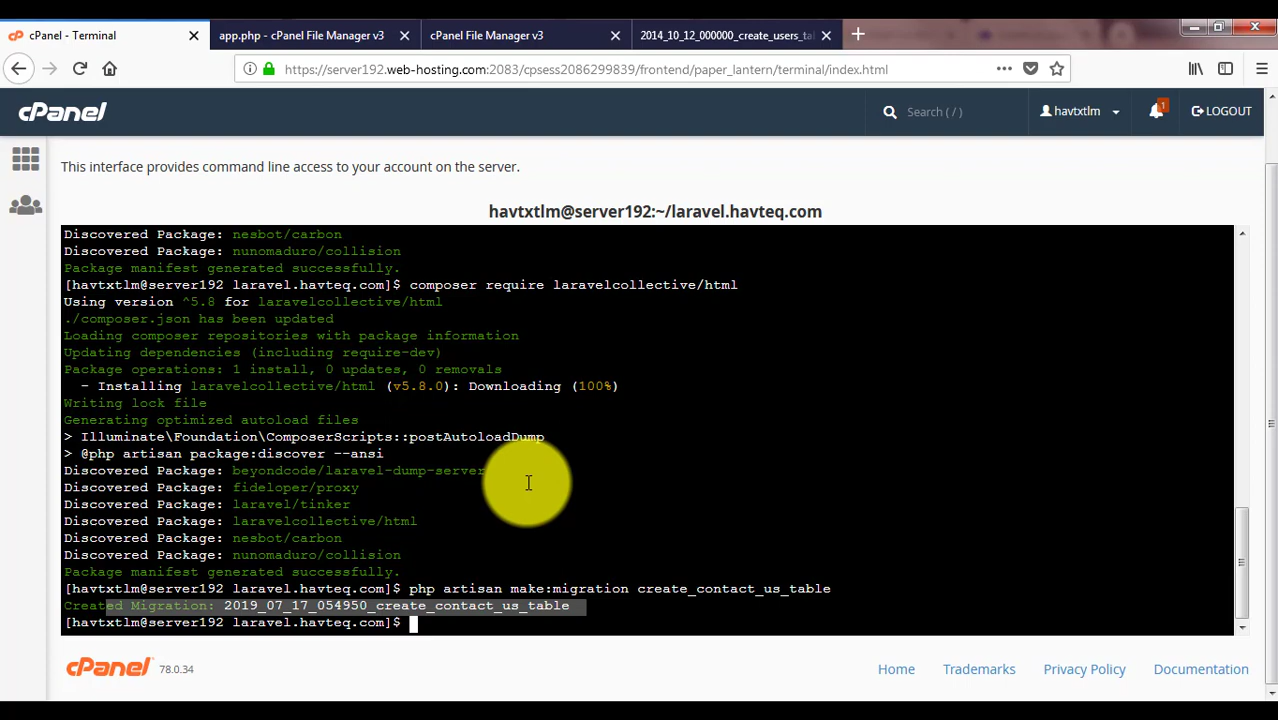 cPanel - Terminal
app.php - cPanel File Manager v3
cPanel File Manager v3
2014_10_12_000000_create_users_ta
https://server192.web-hosting.com:2083/cpsess2086299839/frontend/paper_lantern/terminal/index.html
cPanel
Search ( / )
havtxtlm
1
LOGOUT
This interface provides command line access to your account on the server.
havtxtlm@server192:~/laravel.havteq.com
Discovered Package: nesbot/carbon
Discovered Package: nunomaduro/collision
Package manifest generated successfully.
[havtxtlm@server192 laravel.havteq.com]$ composer require laravelcollective/html
Using version ^5.8 for laravelcollective/html
./composer.json has been updated
Loading composer repositories with package information
Updating dependencies (including require-dev)
Package operations: 1 install, 0 updates, 0 removals
  - Installing laravelcollective/html (v5.8.0): Downloading (100%)
Writing lock file
Generating optimized autoload files
> Illuminate\Foundation\ComposerScripts::postAutoloadDump
> @php artisan package:discover --ansi
Discovered Package: beyondcode/laravel-dump-server
Discovered Package: fideloper/proxy
Discovered Package: laravel/tinker
Discovered Package: laravelcollective/html
Discovered Package: nesbot/carbon
Discovered Package: nunomaduro/collision
Package manifest generated successfully.
[havtxtlm@server192 laravel.havteq.com]$ php artisan make:migration create_contact_us_table
Created Migration: 2019_07_17_054950_create_contact_us_table
[havtxtlm@server192 laravel.havteq.com]$
cPanel 78.0.34
Home
Trademarks
Privacy Policy
Documentation